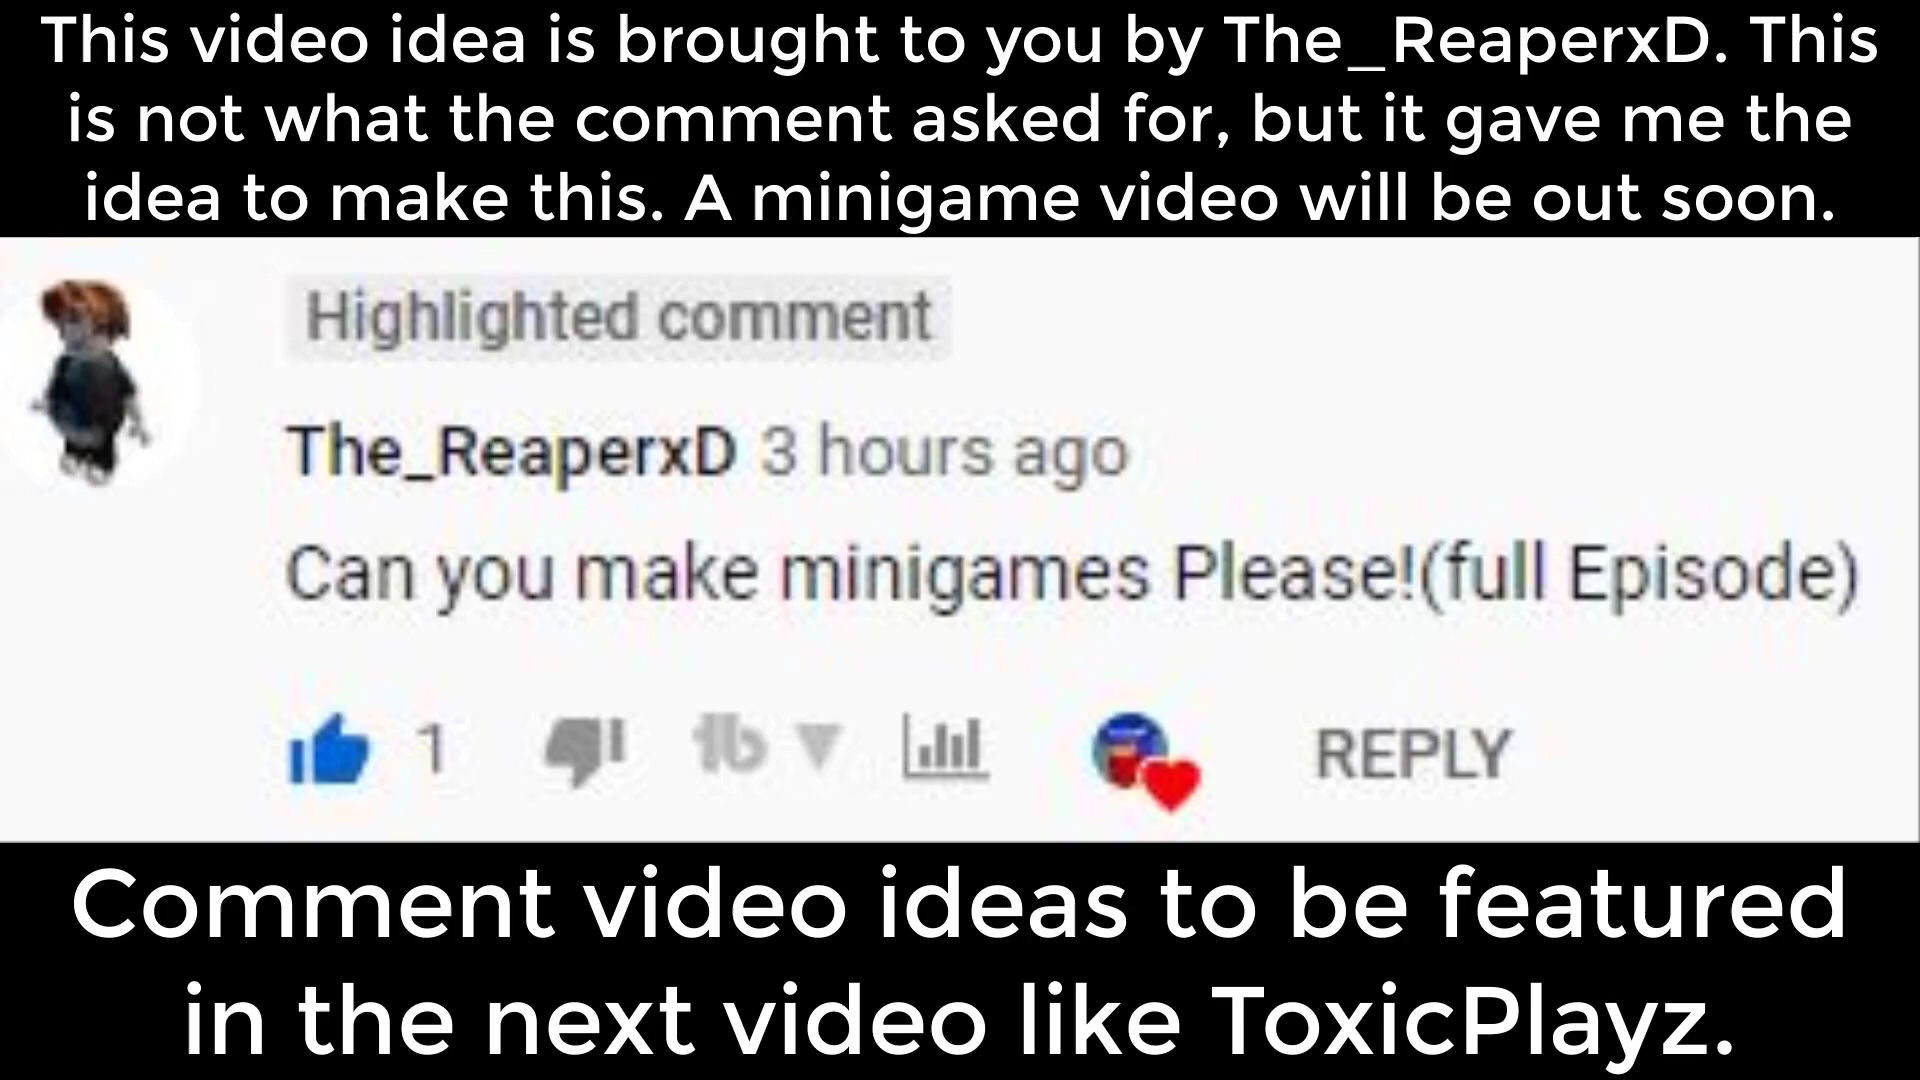 This video idea is brought to you by The_ReaperxD. This
is not what the comment asked for, but it gave me the
idea to make this. A minigame video will be out soon.
Highlighted comment
The_ReaperxD 3 hours ago
Can you make minigames Please!(full Episode)
1 tb REPLY
Comment video ideas to be featured
in the next video like ToxicPlayz.